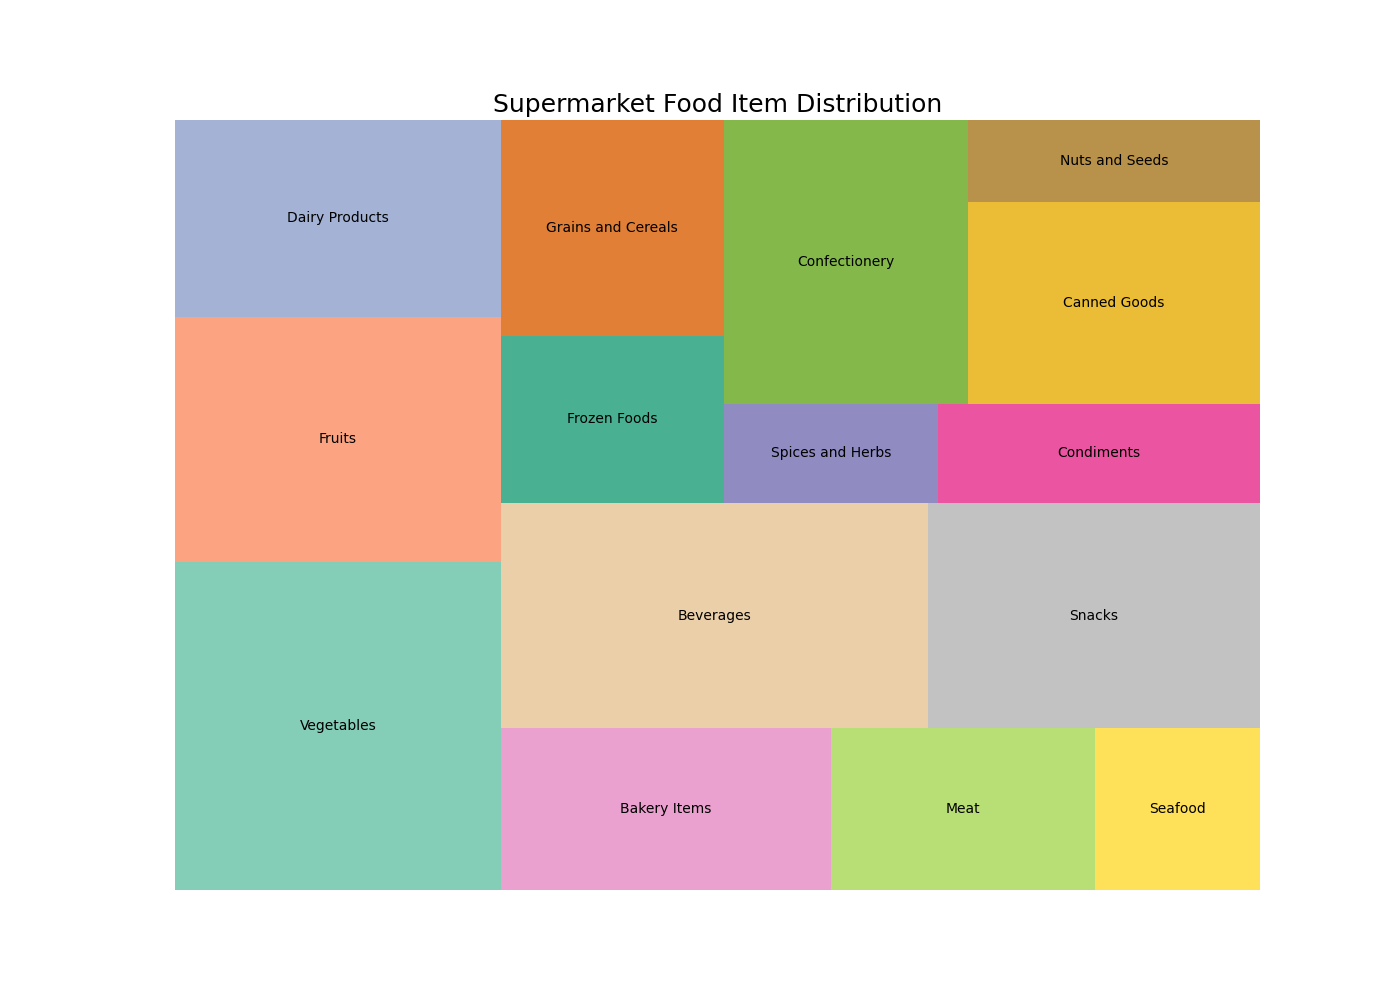 Supermarket Food Item Distribution
Nuts and Seeds
Dairy Products
Grains and Cereals
Confectionery
Canned Goods
Frozen Foods
Fruits
Spices and Herbs
Condiments
Beverages
Snacks
Vegetables
Bakery Items
Meat
Seafood